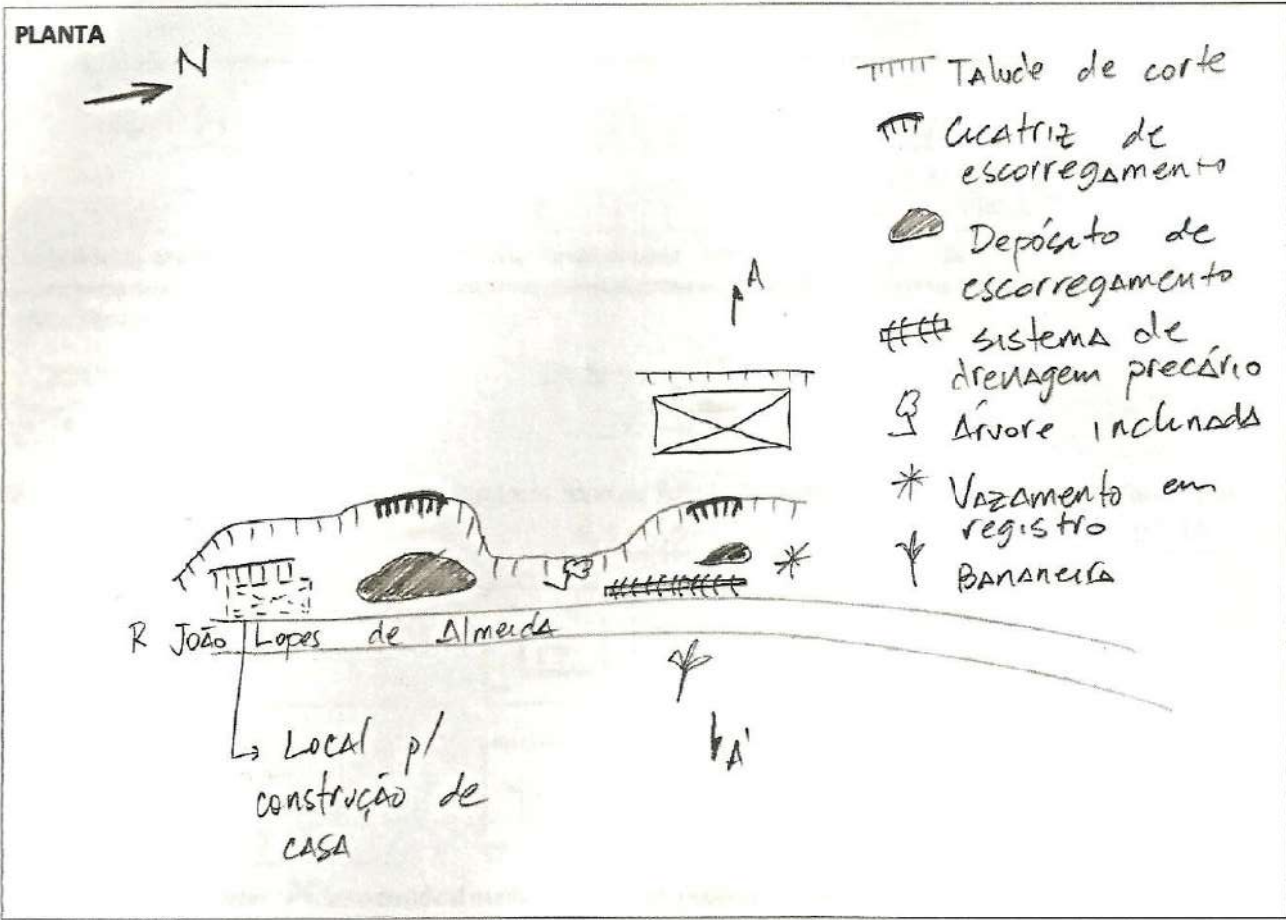 PLANTA
N
Talude de corte
Cicatriz de
escorregamento
Depósito de
escorregamento
sistema de
drenagem precário
Árvore inclinada
Vazamento em
registro
Bananeira
A
R João Lopes de Almeida
A'
Local p/
construção de
casa